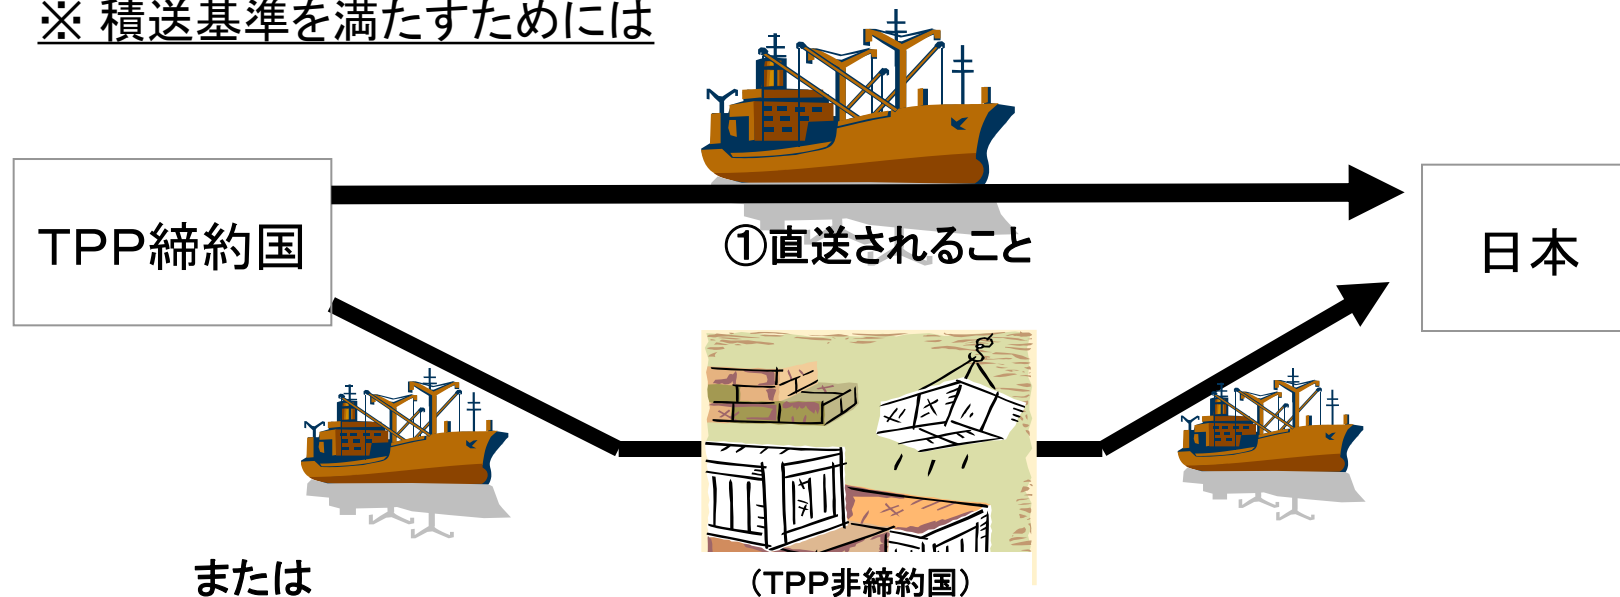 ※ 積送基準を満たすためには
TPP締約国
①直送されること
日本
または
（TPP非締約国）